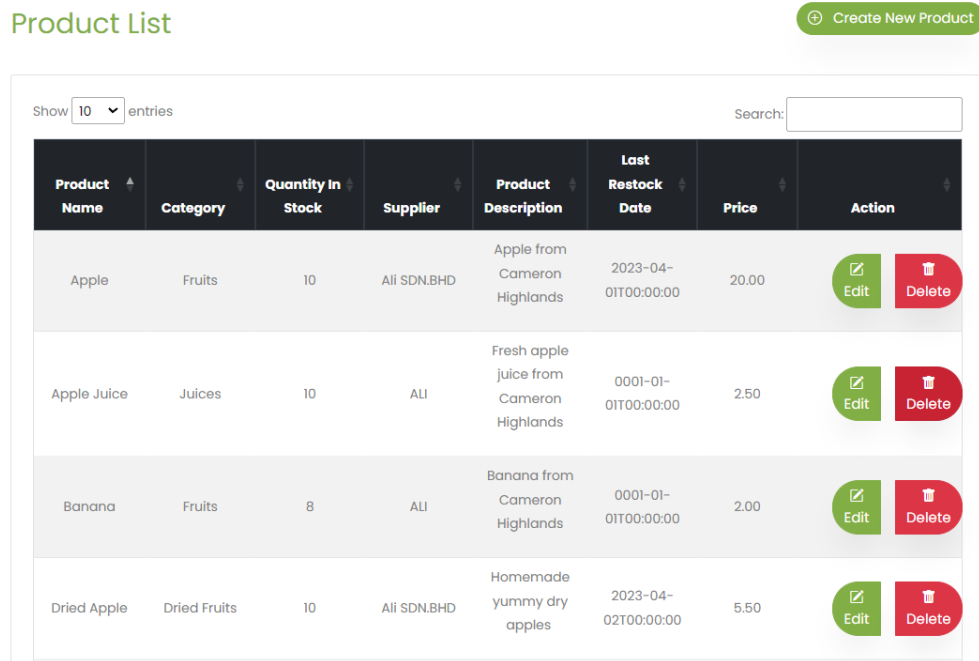 Product List
Create New Product
Show 10 entries
Search:
Product Name
Category
Quantity In Stock
Supplier
Product Description
Last Restock Date
Price
Action
Apple
Fruits
10
Ali SDN.BHD
Apple from
Cameron
Highlands
2023-04-
01T00:00:00
20.00
Edit
Delete
Apple Juice
Juices
10
ALI
Fresh apple
juice from
Cameron
Highlands
0001-01-
01T00:00:00
2.50
Edit
Delete
Banana
Fruits
8
ALI
Banana from
Cameron
Highlands
0001-01-
01T00:00:00
2.00
Edit
Delete
Dried Apple
Dried Fruits
10
Ali SDN.BHD
Homemade
yummy dry
apples
2023-04-
02T00:00:00
5.50
Edit
Delete